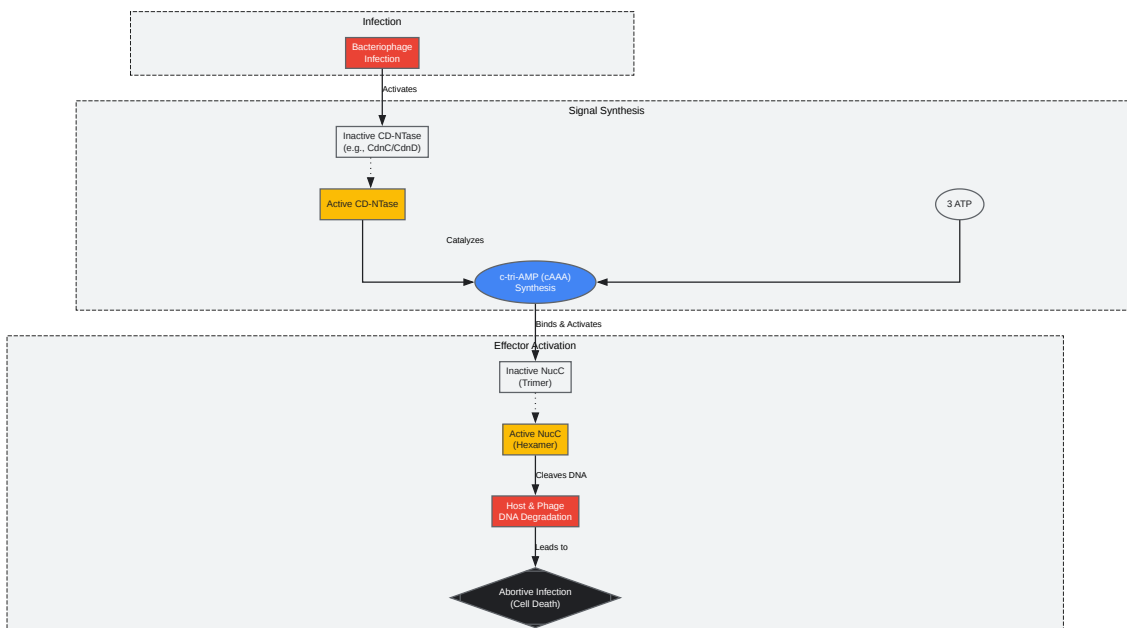 Infection
Bacteriophage
Infection
Activates
Signal Synthesis
Inactive CD-NTase
(e.g., CdnC/CdnD)
Active CD-NTase
3 ATP
Catalyzes
c-tri-AMP (cAAA)
Synthesis
Binds & Activates
Effector Activation
Inactive NucC
(Trimer)
Active NucC
(Hexamer)
Cleaves DNA
Host & Phage
DNA Degradation
Leads to
Abortive Infection
(Cell Death)